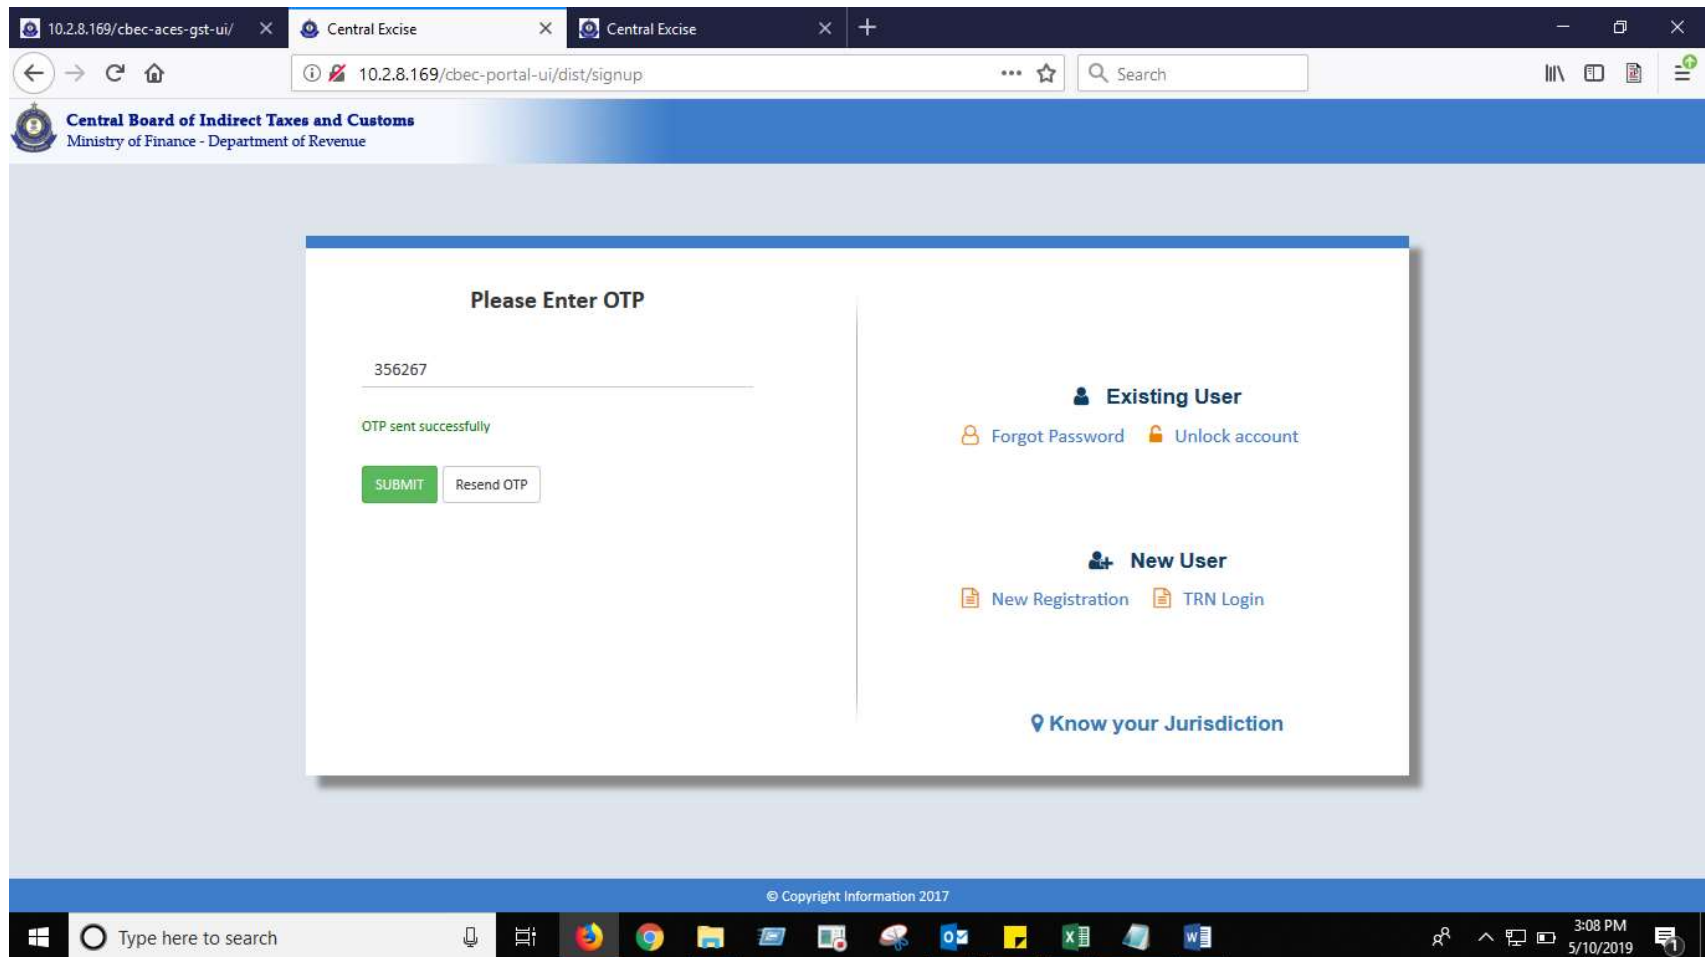 10.2.8.169/cbec-aces-gst-ui/
Central Excise
Central Excise
10.2.8.169/cbec-portal-ui/dist/signup
Search
Central Board of Indirect Taxes and Customs
Ministry of Finance - Department of Revenue
Please Enter OTP
356267
OTP sent successfully
SUBMIT Resend OTP
Existing User
Forgot Password Unlock account
New User
New Registration TRN Login
Know your Jurisdiction
© Copyright Information 2017
Type here to search
3:08 PM
5/10/2019
1